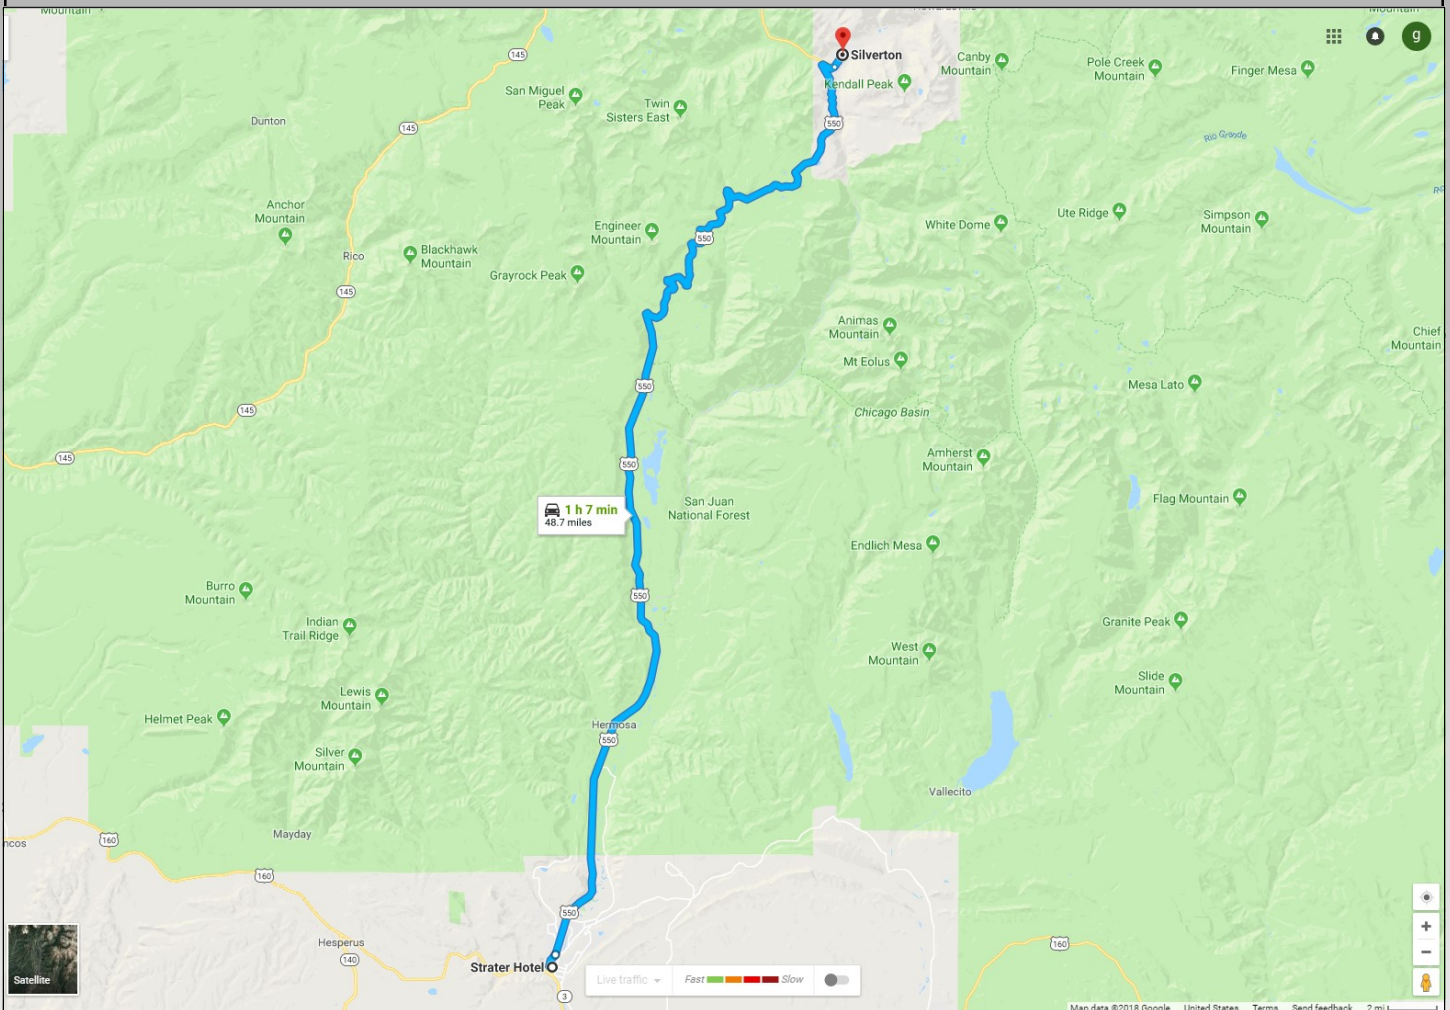 Mountain
Mountain
145
Silverton
g
Canby
Mountain
Pole Creek
Mountain
Finger Mesa
Kendall Peak
San Miguel
Peak
Twin
Sisters East
Dunton
145
550
Rio Grande
Anchor
Mountain
Engineer
Mountain
550
White Dome
Ute Ridge
Simpson
Mountain
Rico
Blackhawk
Mountain
Grayrock Peak
145
Animas
Mountain
Mt Eolus
Chief
Mountain
550
Mesa Lato
145
Chicago Basin
145
550
Amherst
Mountain
San Juan
National Forest
Flag Mountain
1 h 7 min
48.7 miles
Endlich Mesa
Burro
Mountain
550
Indian
Trail Ridge
Granite Peak
West
Mountain
Slide
Mountain
Lewis
Mountain
Helmet Peak
Hermosa
550
Silver
Mountain
Vallecito
Mayday
160
ncos
160
550
Hesperus
140
160
Strater Hotel
Satellite
Live traffic
Fast
Slow
3
Map data ©2018 Google
United States
Terms
Send feedback
2 mi